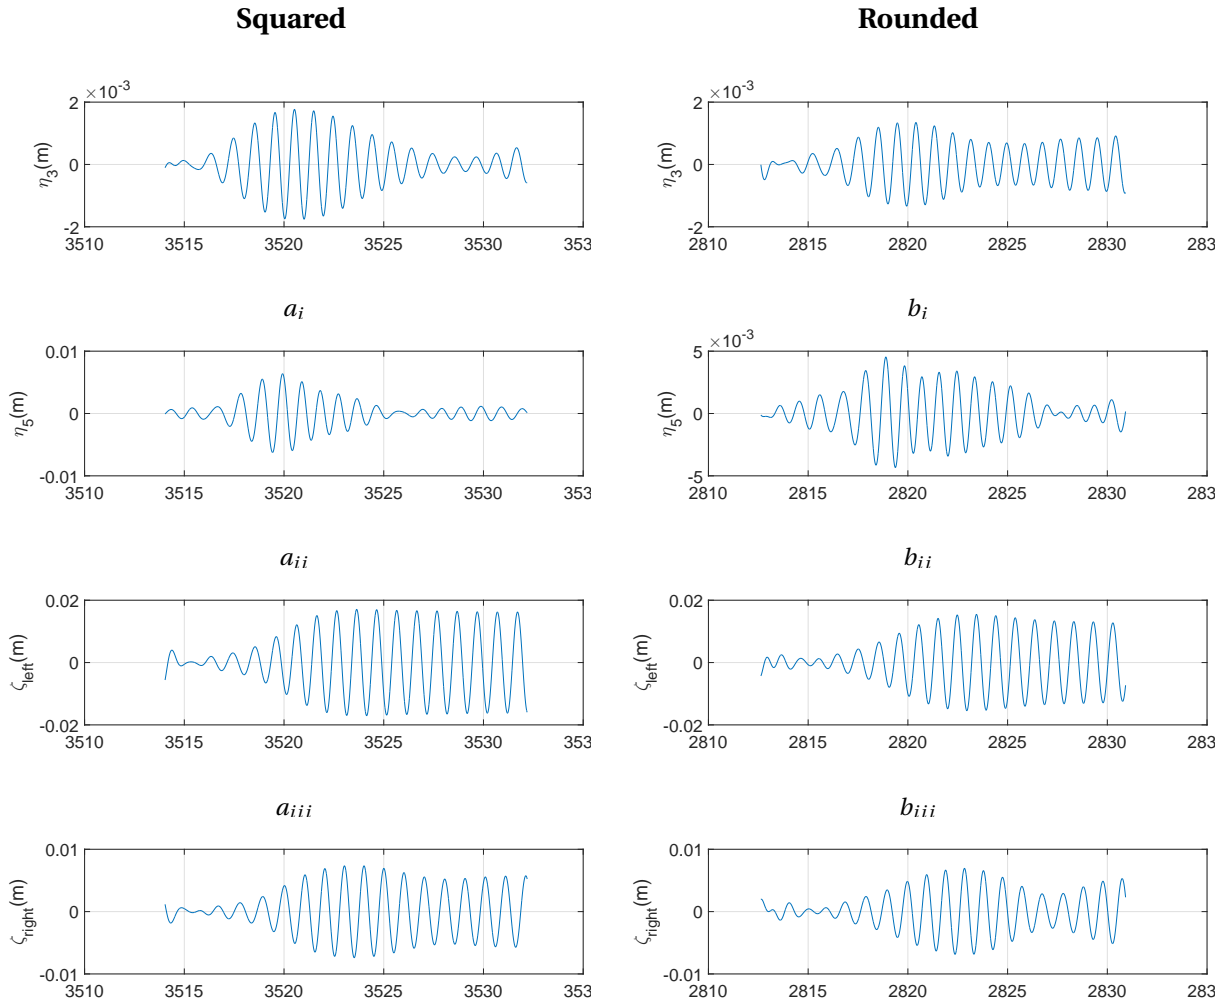 Squared Rounded
×10⁻³ ×10⁻³
2 2
η₃(m) 0 η₃(m) 0
-2 -2
3510 3515 3520 3525 3530 353 2810 2815 2820 2825 2830 283
aᵢ bᵢ
×10⁻³
0.01 5
η₅(m) 0 η₅(m) 0
-0.01 -5
3510 3515 3520 3525 3530 353 2810 2815 2820 2825 2830 283
aᵢᵢ bᵢᵢ
0.02 0.02
ζleft(m) 0 ζleft(m) 0
-0.02 -0.02
3510 3515 3520 3525 3530 353 2810 2815 2820 2825 2830 283
aᵢᵢᵢ bᵢᵢᵢ
0.01 0.01
ζright(m) 0 ζright(m) 0
-0.01 -0.01
3510 3515 3520 3525 3530 353 2810 2815 2820 2825 2830 283